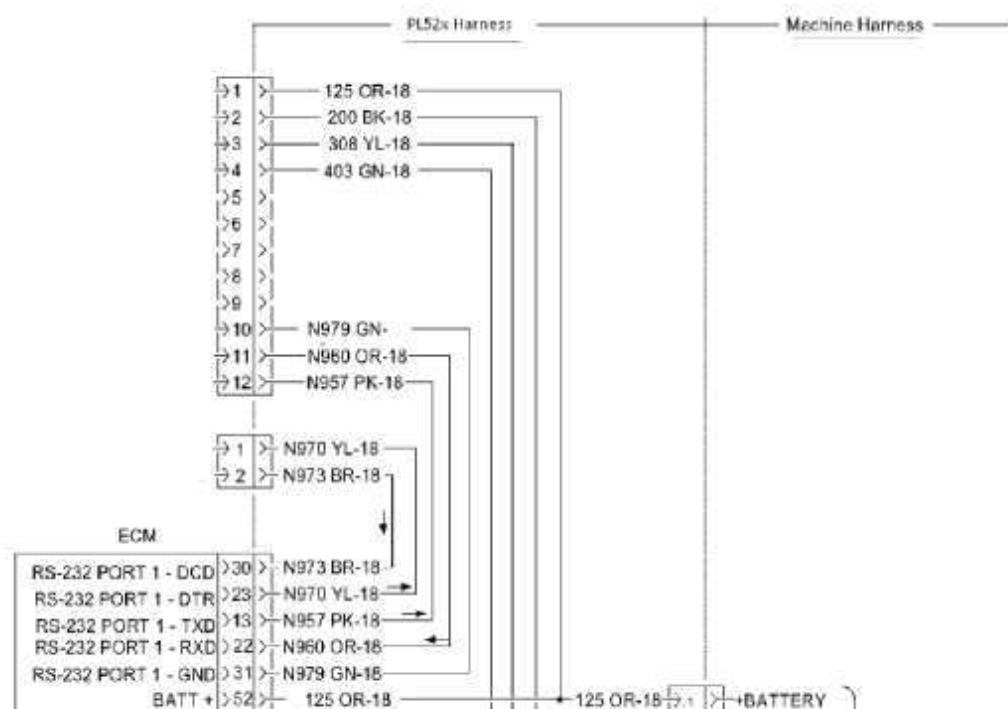 PL52x Harness Machine Harness
1 125 OR-18
2 200 BK-18
3 308 YL-18
4 403 GN-18
5
6
7
8
9
10 N979 GN-
11 N960 OR-18
12 N957 PK-18
1 N970 YL-18
2 N973 BR-18
ECM
RS-232 PORT 1 - DCD 30 N973 BR-18
RS-232 PORT 1 - DTR 23 N970 YL-18
RS-232 PORT 1 - TXD 13 N957 PK-18
RS-232 PORT 1 - RXD 22 N960 OR-18
RS-232 PORT 1 - GND 31 N979 GN-18
BATT + 52 125 OR-18 125 OR-18 +BATTERY